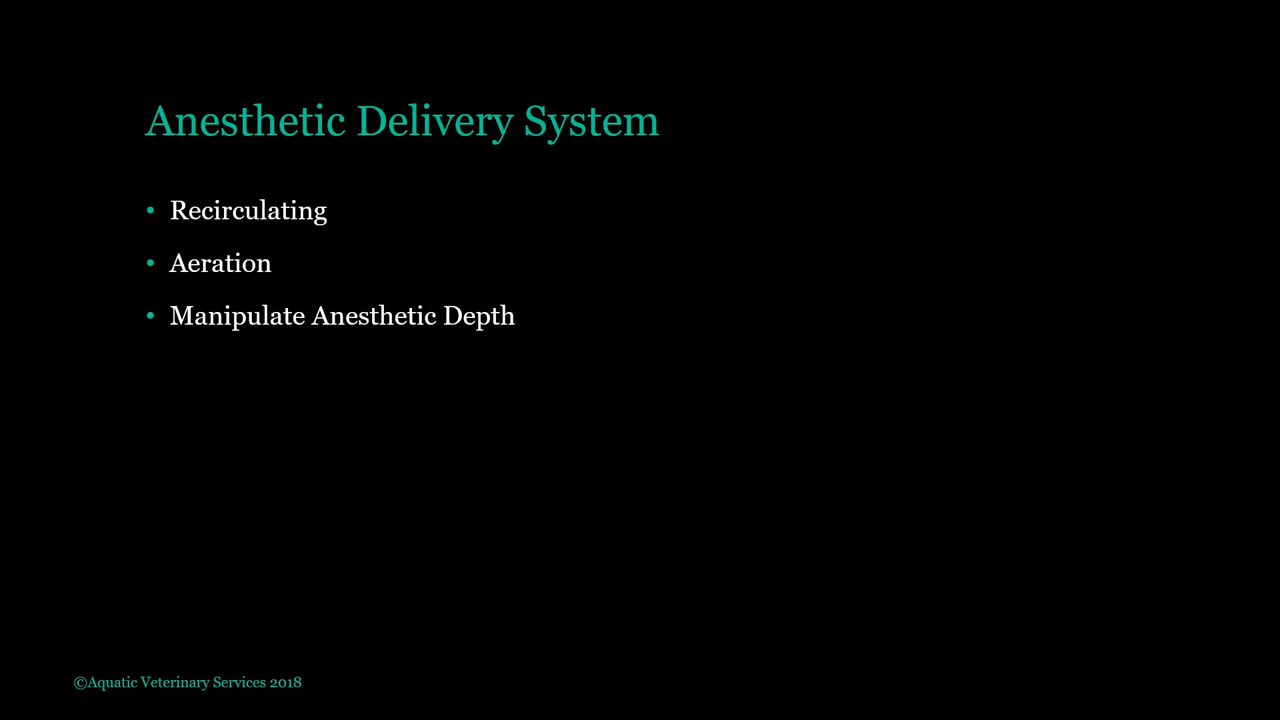 Anesthetic Delivery System
• Recirculating
• Aeration
• Manipulate Anesthetic Depth
©Aquatic Veterinary Services 2018